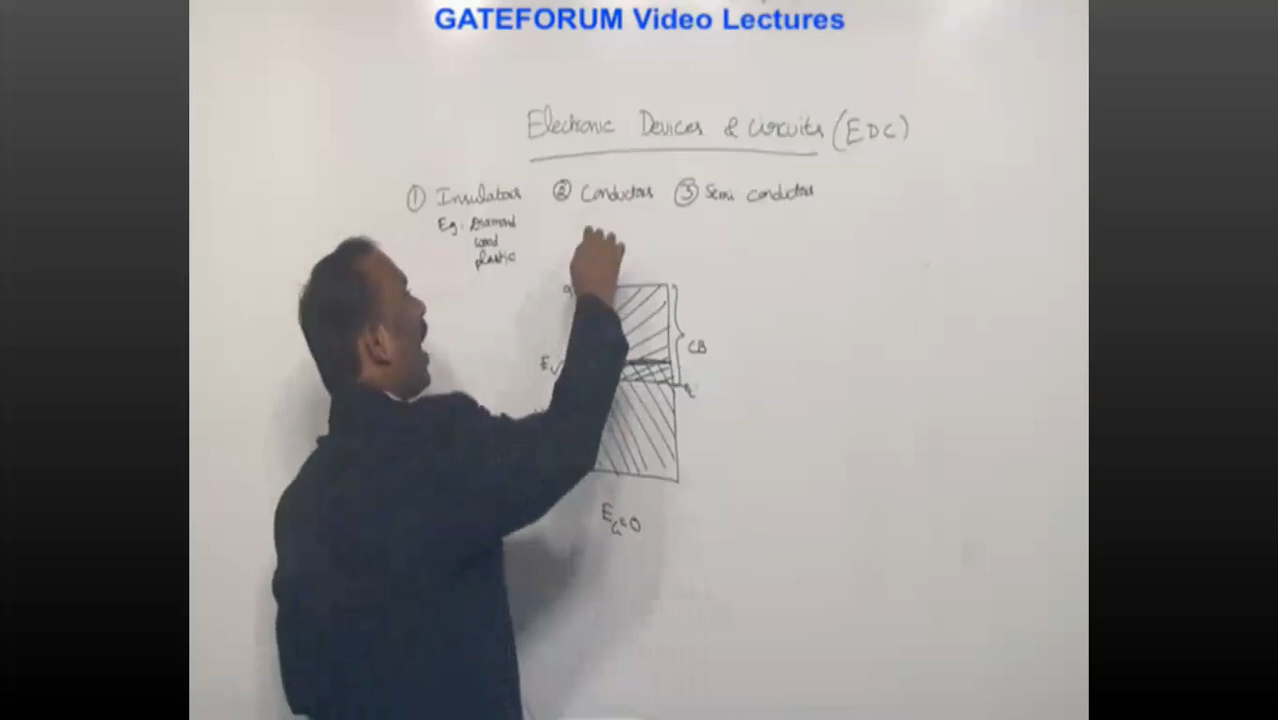 GATEFORUM Video Lectures
Electronic Devices & Circuits (EDC)
① Insulators ② Conductors ③ Semi conductors
Eg: Diamond
wood
plastic
CB
EG=0